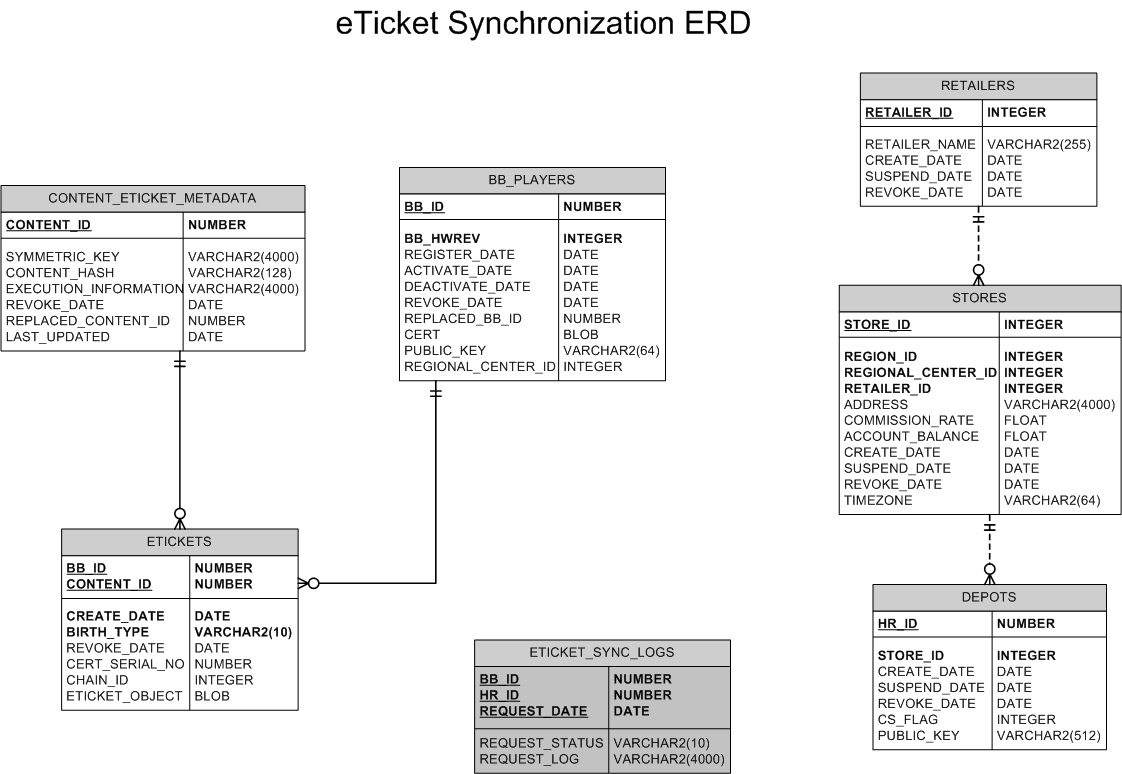 eTicket Synchronization ERD
RETAILERS
RETAILER_ID INTEGER
RETAILER_NAME VARCHAR2(255)
CREATE_DATE DATE
SUSPEND_DATE DATE
REVOKE_DATE DATE
BB_PLAYERS
BB_ID NUMBER
BB_HWREV INTEGER
REGISTER_DATE DATE
ACTIVATE_DATE DATE
DEACTIVATE_DATE DATE
REVOKE_DATE DATE
REPLACED_BB_ID NUMBER
CERT BLOB
PUBLIC_KEY VARCHAR2(64)
REGIONAL_CENTER_ID INTEGER
CONTENT_ETICKET_METADATA
CONTENT_ID NUMBER
SYMMETRIC_KEY VARCHAR2(4000)
CONTENT_HASH VARCHAR2(128)
EXECUTION_INFORMATION VARCHAR2(4000)
REVOKE_DATE DATE
REPLACED_CONTENT_ID NUMBER
LAST_UPDATED DATE
STORES
STORE_ID INTEGER
REGION_ID INTEGER
REGIONAL_CENTER_ID INTEGER
RETAILER_ID INTEGER
ADDRESS VARCHAR2(4000)
COMMISSION_RATE FLOAT
ACCOUNT_BALANCE FLOAT
CREATE_DATE DATE
SUSPEND_DATE DATE
REVOKE_DATE DATE
TIMEZONE VARCHAR2(64)
ETICKETS
BB_ID NUMBER
CONTENT_ID NUMBER
CREATE_DATE DATE
BIRTH_TYPE VARCHAR2(10)
REVOKE_DATE DATE
CERT_SERIAL_NO NUMBER
CHAIN_ID INTEGER
ETICKET_OBJECT BLOB
DEPOTS
HR_ID NUMBER
STORE_ID INTEGER
CREATE_DATE DATE
SUSPEND_DATE DATE
REVOKE_DATE DATE
CS_FLAG INTEGER
PUBLIC_KEY VARCHAR2(512)
ETICKET_SYNC_LOGS
BB_ID NUMBER
HR_ID NUMBER
REQUEST_DATE DATE
REQUEST_STATUS VARCHAR2(10)
REQUEST_LOG VARCHAR2(4000)